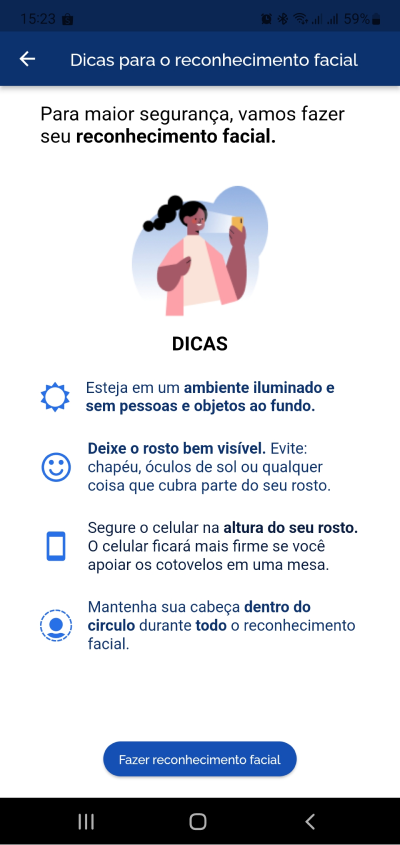 15:23
59%
Dicas para o reconhecimento facial
Para maior segurança, vamos fazer
seu reconhecimento facial.
DICAS
Esteja em um ambiente iluminado e
sem pessoas e objetos ao fundo.
Deixe o rosto bem visível. Evite:
chapéu, óculos de sol ou qualquer
coisa que cubra parte do seu rosto.
Segure o celular na altura do seu rosto.
O celular ficará mais firme se você
apoiar os cotovelos em uma mesa.
Mantenha sua cabeça dentro do
circulo durante todo o reconhecimento
facial.
Fazer reconhecimento facial